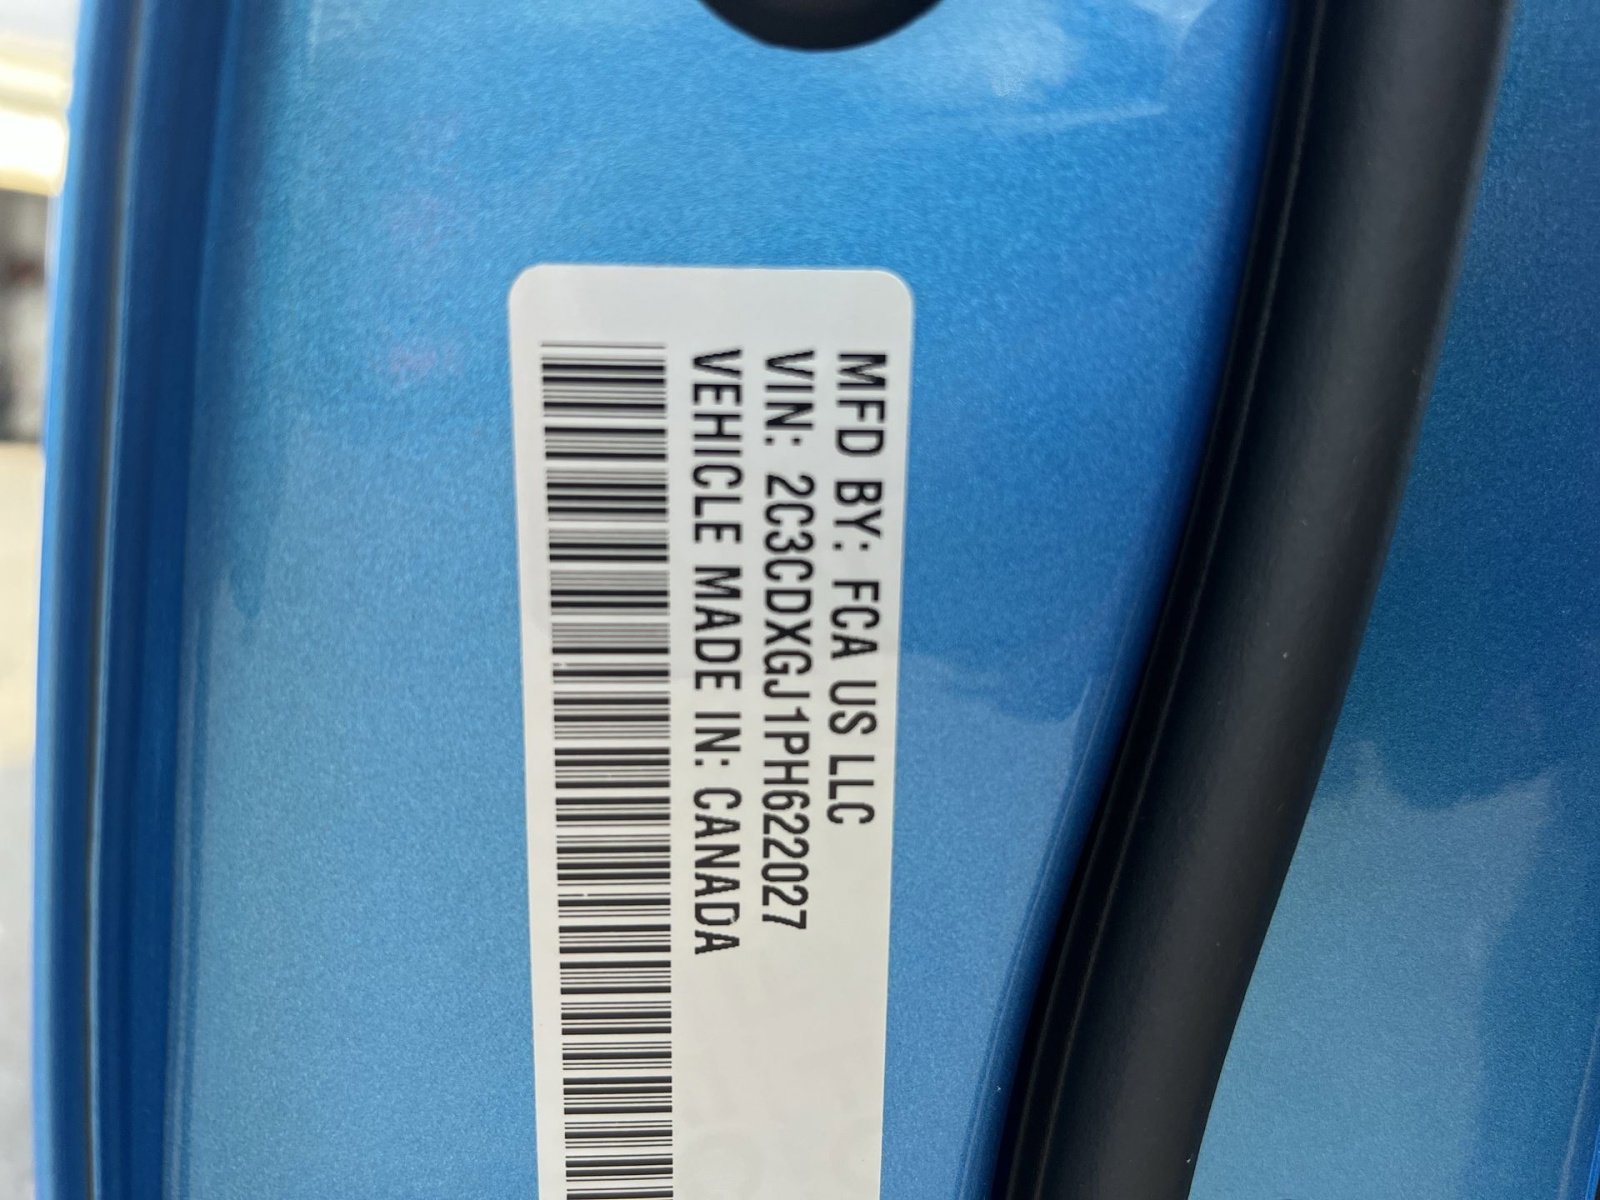 MFD BY: FCA US LLC
VIN: 2C3CDXGJ1PH622027
VEHICLE MADE IN: CANADA